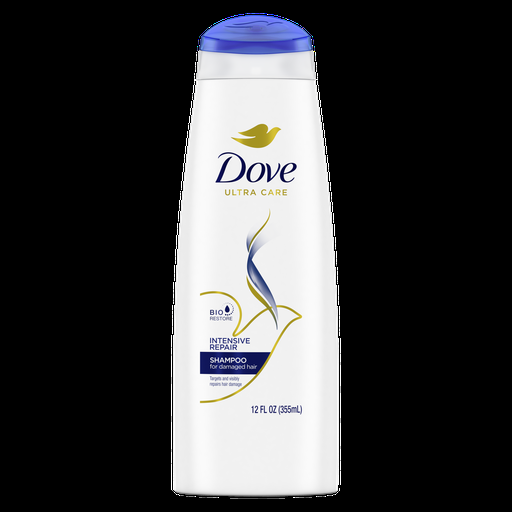 Dove
ULTRA CARE
BIO
RESTORE
INTENSIVE
REPAIR
SHAMPOO
for damaged hair
Targets and visibly
repairs hair damage
12 FL OZ (355mL)